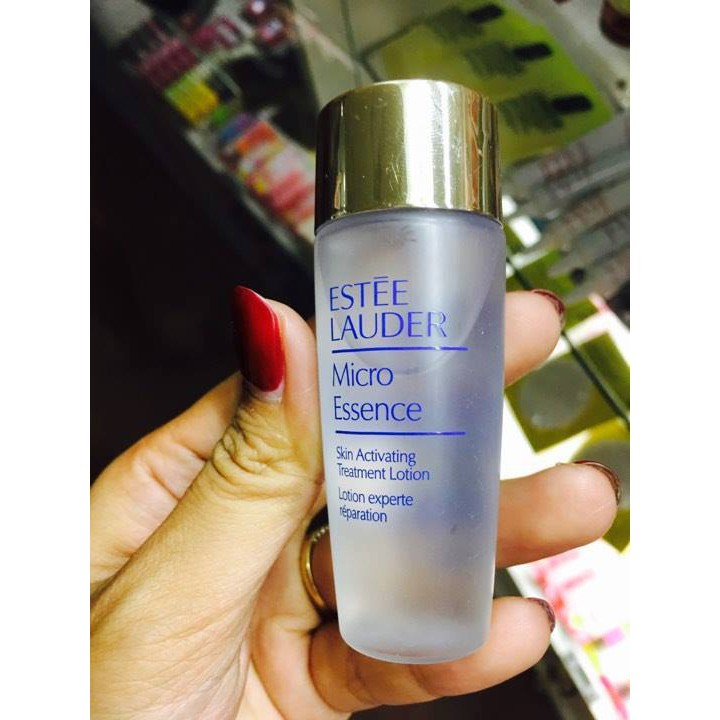 ESTĒE
LAUDER
Micro
Essence
Skin Activating
Treatment Lotion
Lotion experte
réparation